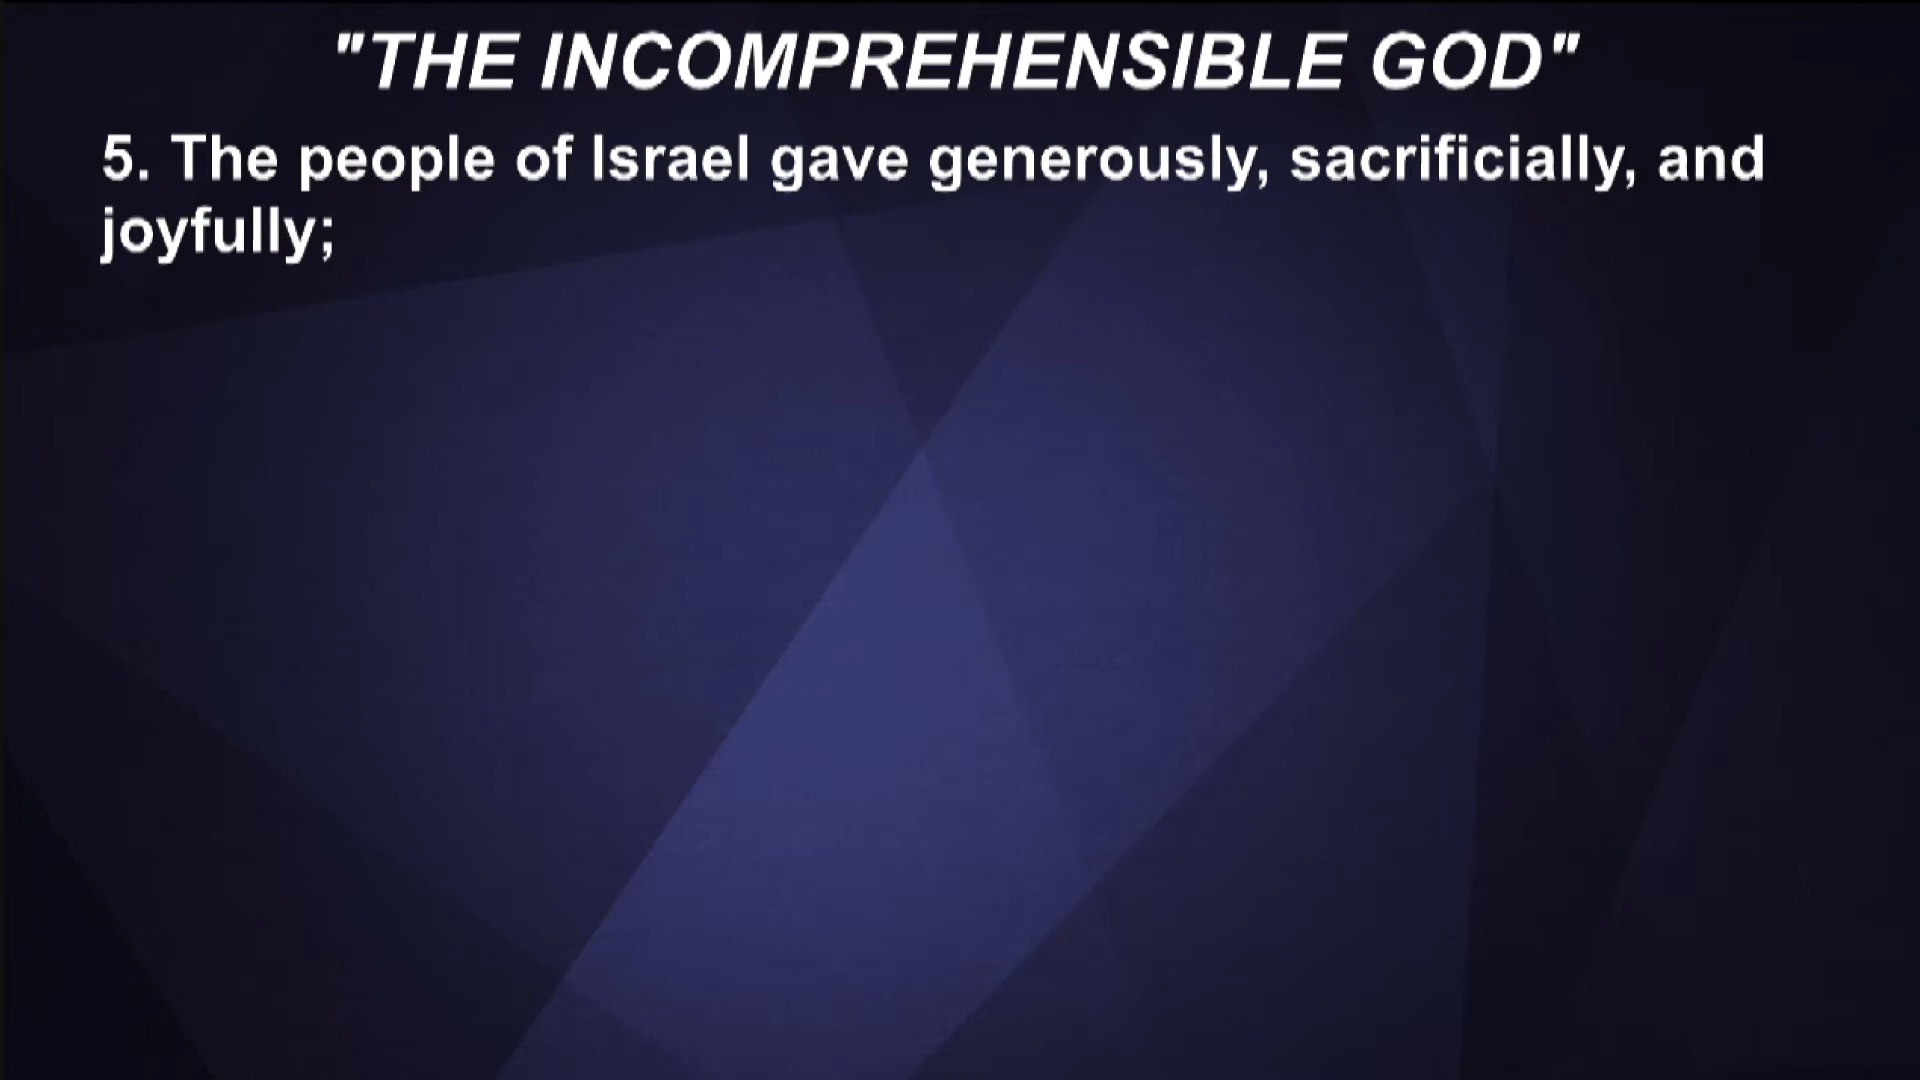 "THE INCOMPREHENSIBLE GOD"
5. The people of Israel gave generously, sacrificially, and
joyfully;